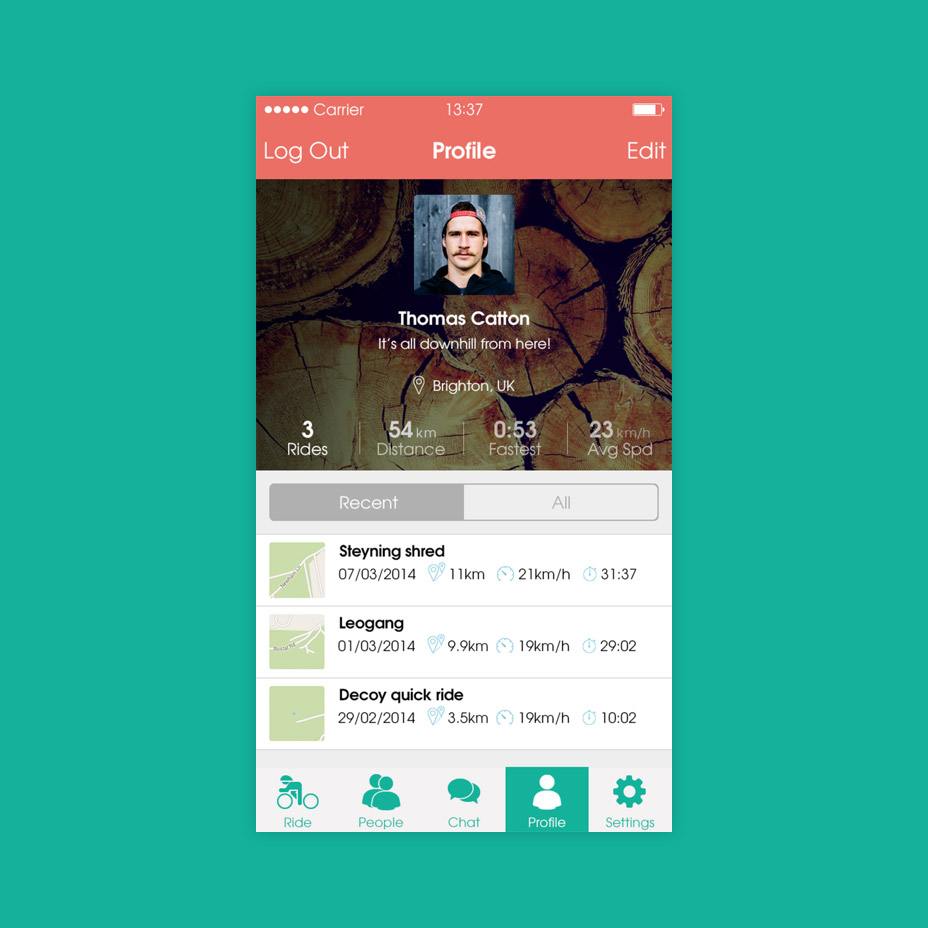 Carrier 13:37
Log Out Profile Edit
Thomas Catton
It's all downhill from here!
Brighton, UK
3 54 km 0:53 23 km/h
Rides Distance Fastest Avg Spd
Recent All
Steyning shred
07/03/2014 11km 21km/h 31:37
Leogang
01/03/2014 9.9km 19km/h 29:02
Decoy quick ride
29/02/2014 3.5km 19km/h 10:02
Ride People Chat Profile Settings